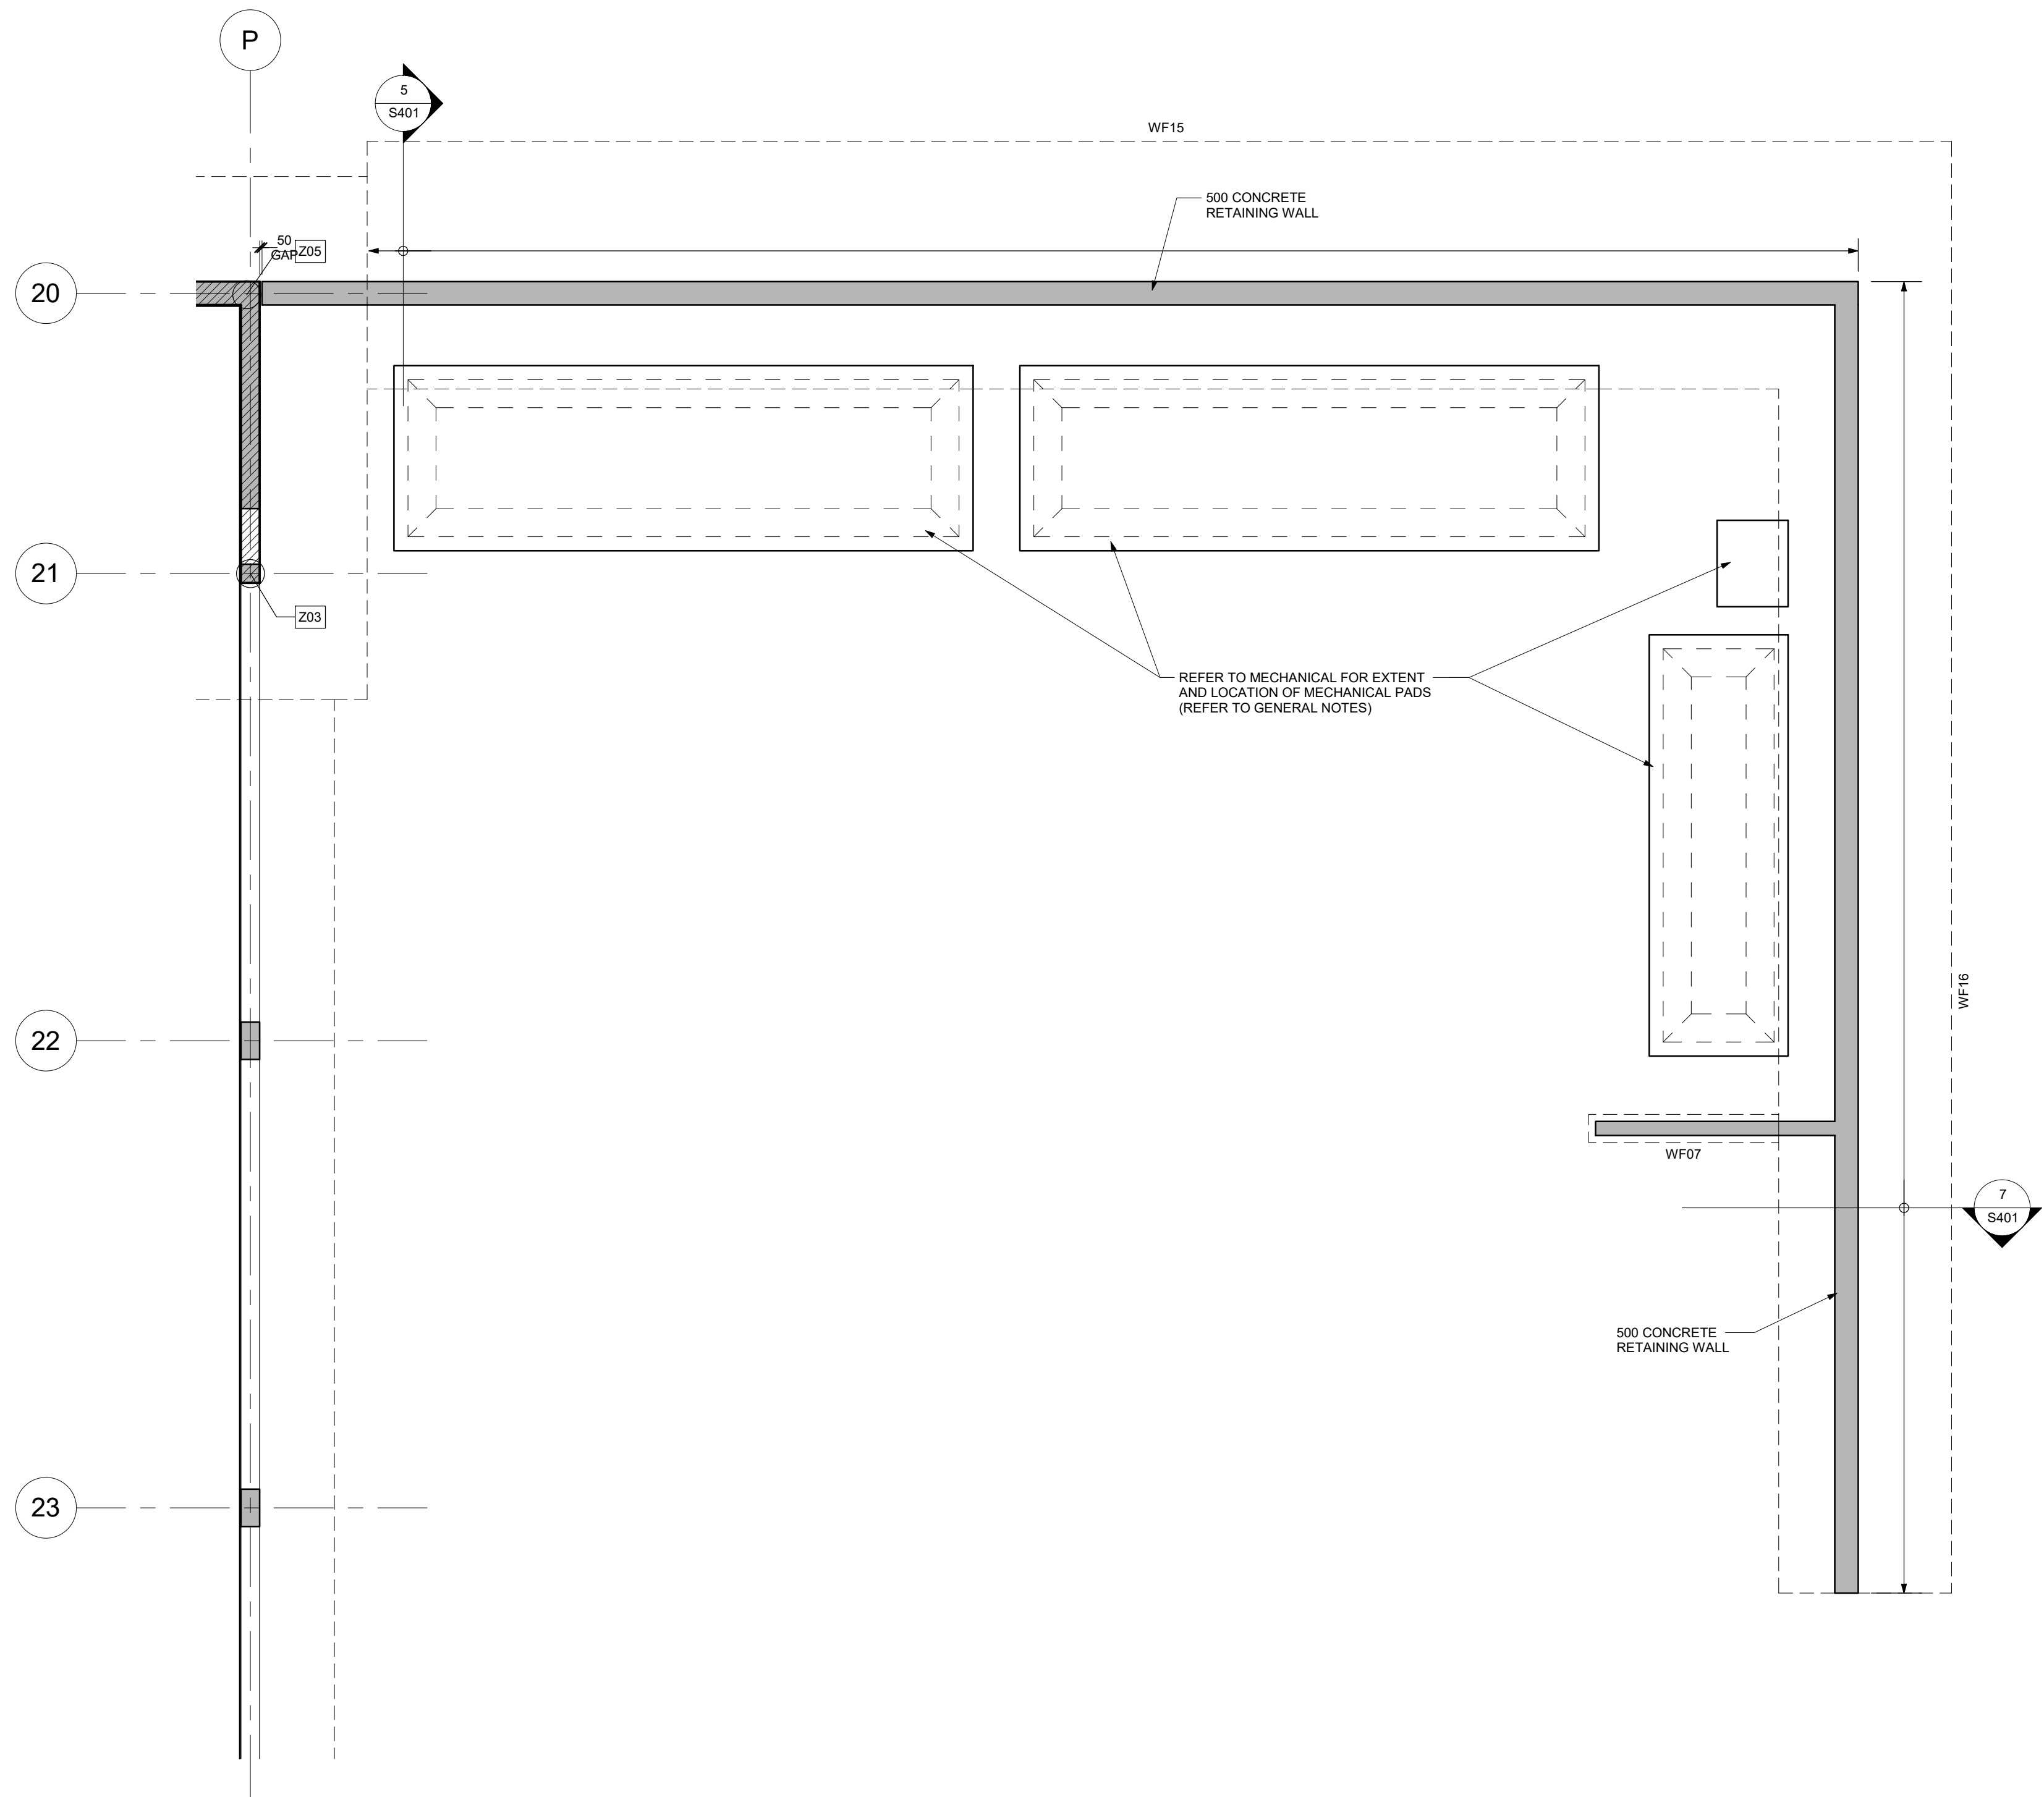 P
5
S401
WF15
500 CONCRETE
RETAINING WALL
50
GAP
Z05
20
21
Z03
REFER TO MECHANICAL FOR EXTENT
AND LOCATION OF MECHANICAL PADS
(REFER TO GENERAL NOTES)
WF16
22
WF07
7
S401
500 CONCRETE
RETAINING WALL
23